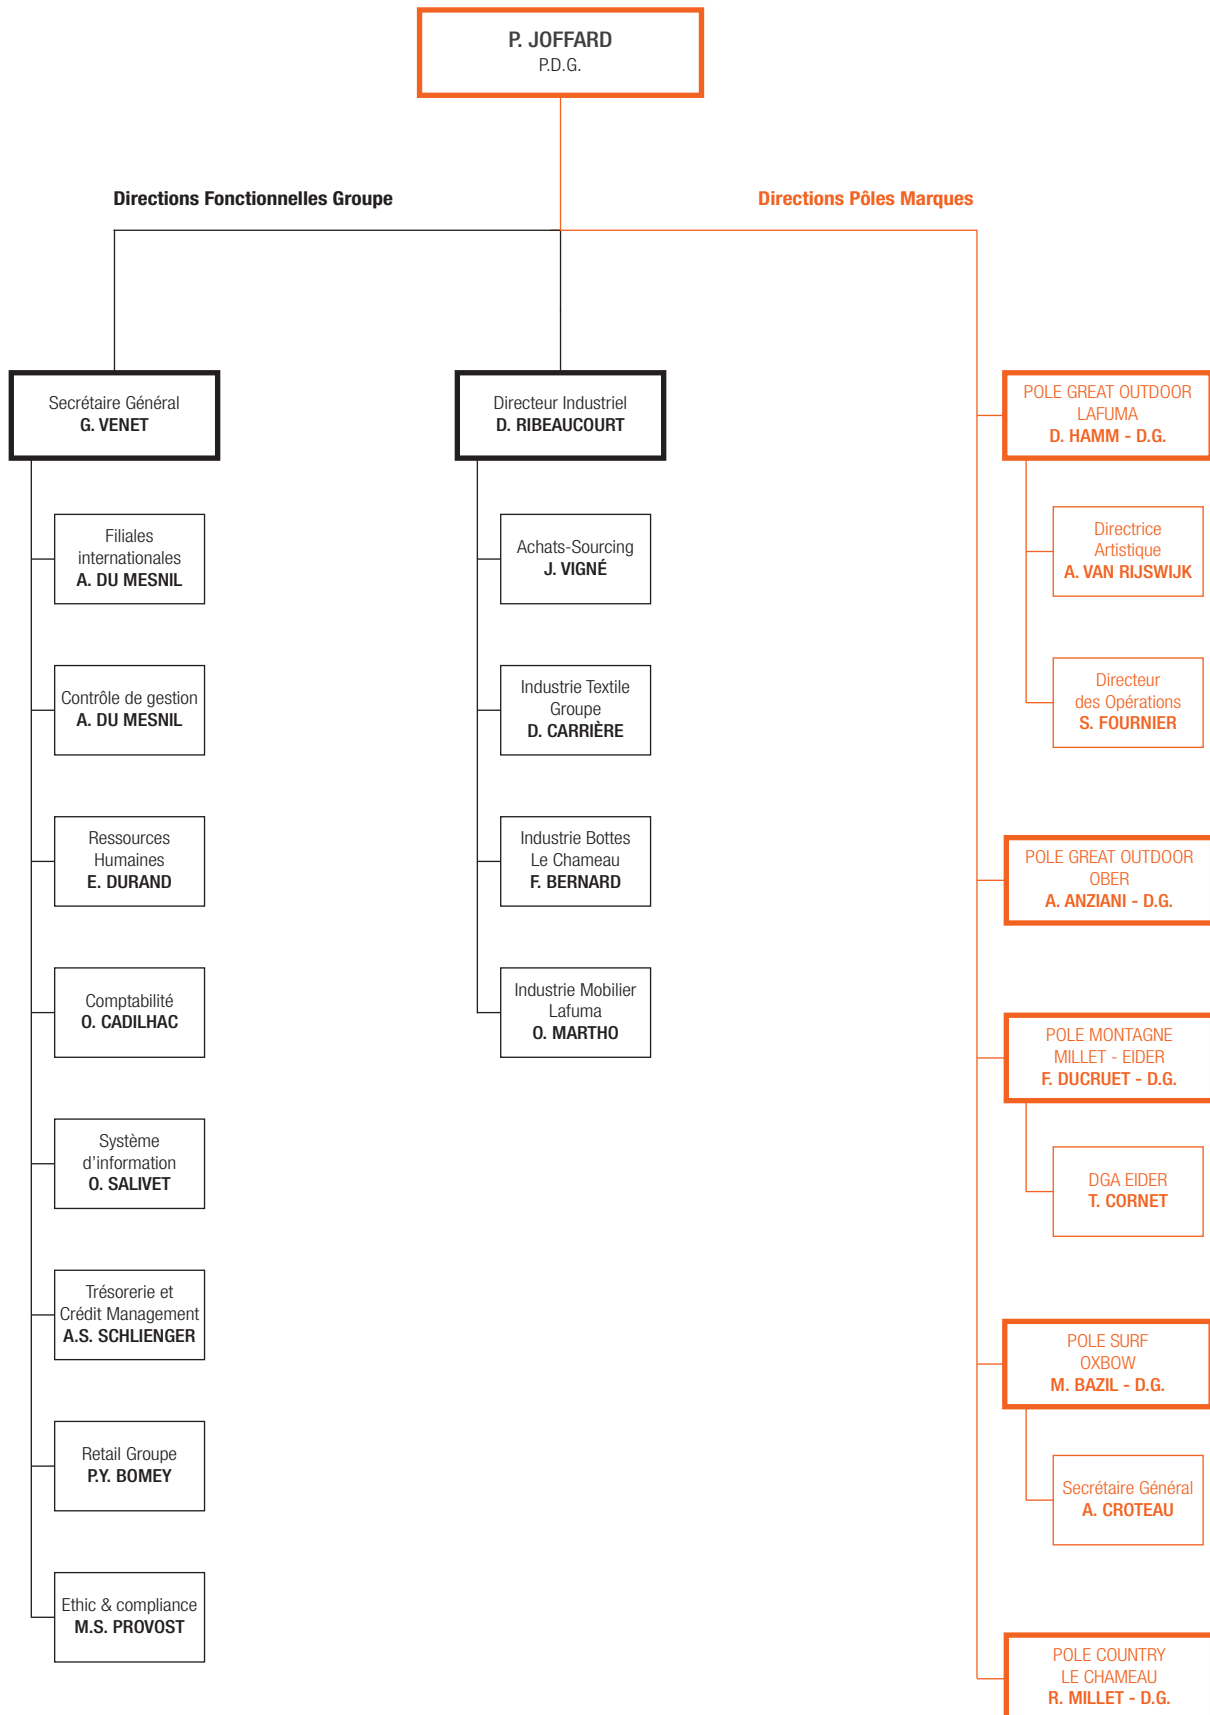 P. JOFFARD
P.D.G.
Directions Fonctionnelles Groupe
Directions Pôles Marques
Secrétaire Général
G. VENET
Filiales
internationales
A. DU MESNIL
Contrôle de gestion
A. DU MESNIL
Ressources
Humaines
E. DURAND
Comptabilité
O. CADILHAC
Système
d'information
O. SALIVET
Trésorerie et
Crédit Management
A.S. SCHLIENGER
Retail Groupe
P.Y. BOMEY
Ethic & compliance
M.S. PROVOST
Directeur Industriel
D. RIBEAUCOURT
Achats-Sourcing
J. VIGNÉ
Industrie Textile
Groupe
D. CARRIÈRE
Industrie Bottes
Le Chameau
F. BERNARD
Industrie Mobilier
Lafuma
O. MARTHO
POLE GREAT OUTDOOR
LAFUMA
D. HAMM - D.G.
Directrice
Artistique
A. VAN RIJSWIJK
Directeur
des Opérations
S. FOURNIER
POLE GREAT OUTDOOR
OBER
A. ANZIANI - D.G.
POLE MONTAGNE
MILLET - EIDER
F. DUCRUET - D.G.
DGA EIDER
T. CORNET
POLE SURF
OXBOW
M. BAZIL - D.G.
Secrétaire Général
A. CROTEAU
POLE COUNTRY
LE CHAMEAU
R. MILLET - D.G.